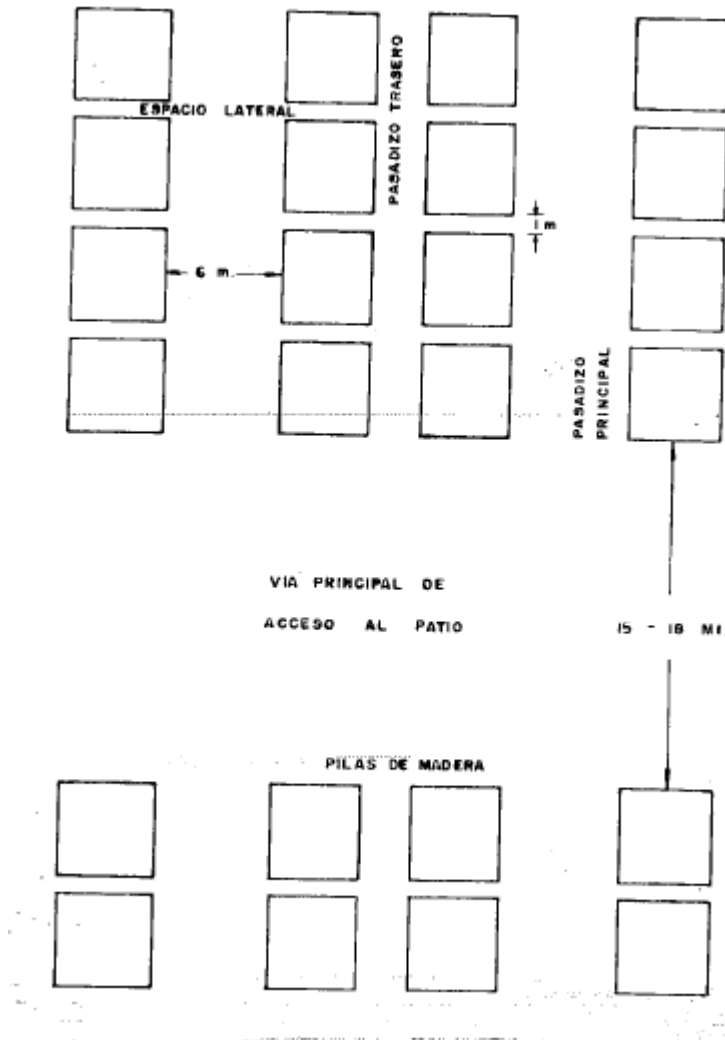 ESPACIO LATERAL
PASADIZO TRASERO
1 m
6 m.
PASADIZO
PRINCIPAL
VIA PRINCIPAL DE
ACCESO AL PATIO
15 - 18 Mt
PILAS DE MADERA